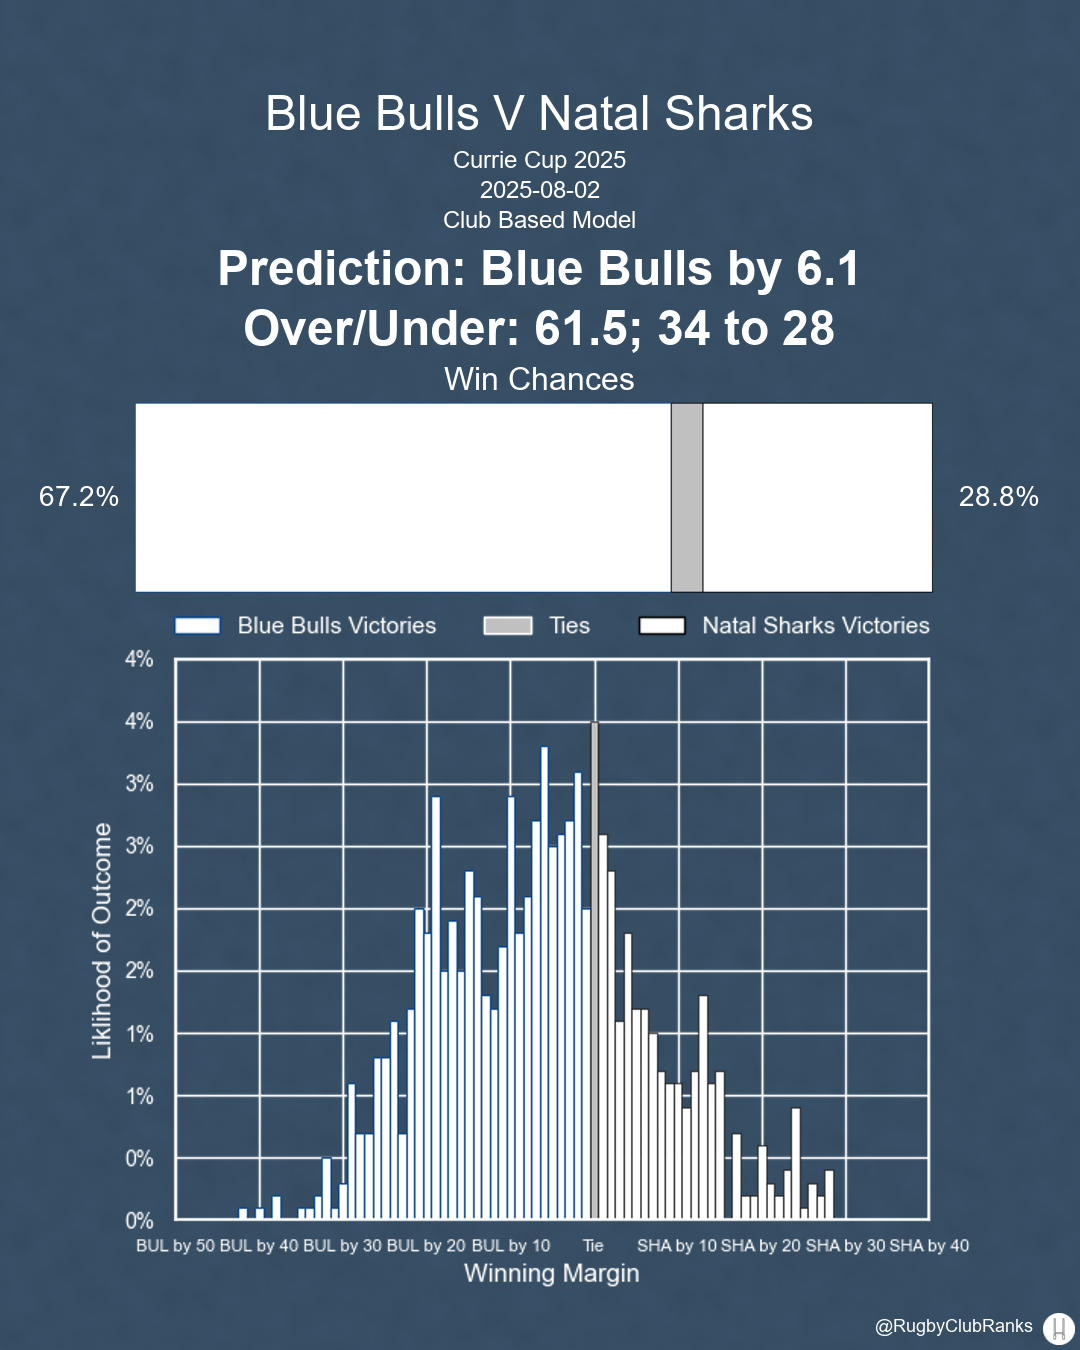 Blue Bulls V Natal Sharks
Currie Cup 2025
2025-08-02
Club Based Model
Prediction: Blue Bulls by 6.1
Over/Under: 61.5; 34 to 28
Win Chances
67.2%
28.8%
Blue Bulls Victories Ties Natal Sharks Victories
4%
4%
3%
3%
2%
2%
1%
1%
0%
0%
Liklihood of Outcome
BUL by 50 BUL by 40 BUL by 30 BUL by 20 BUL by 10 Tie SHA by 10 SHA by 20 SHA by 30 SHA by 40
Winning Margin
@RugbyClubRanks